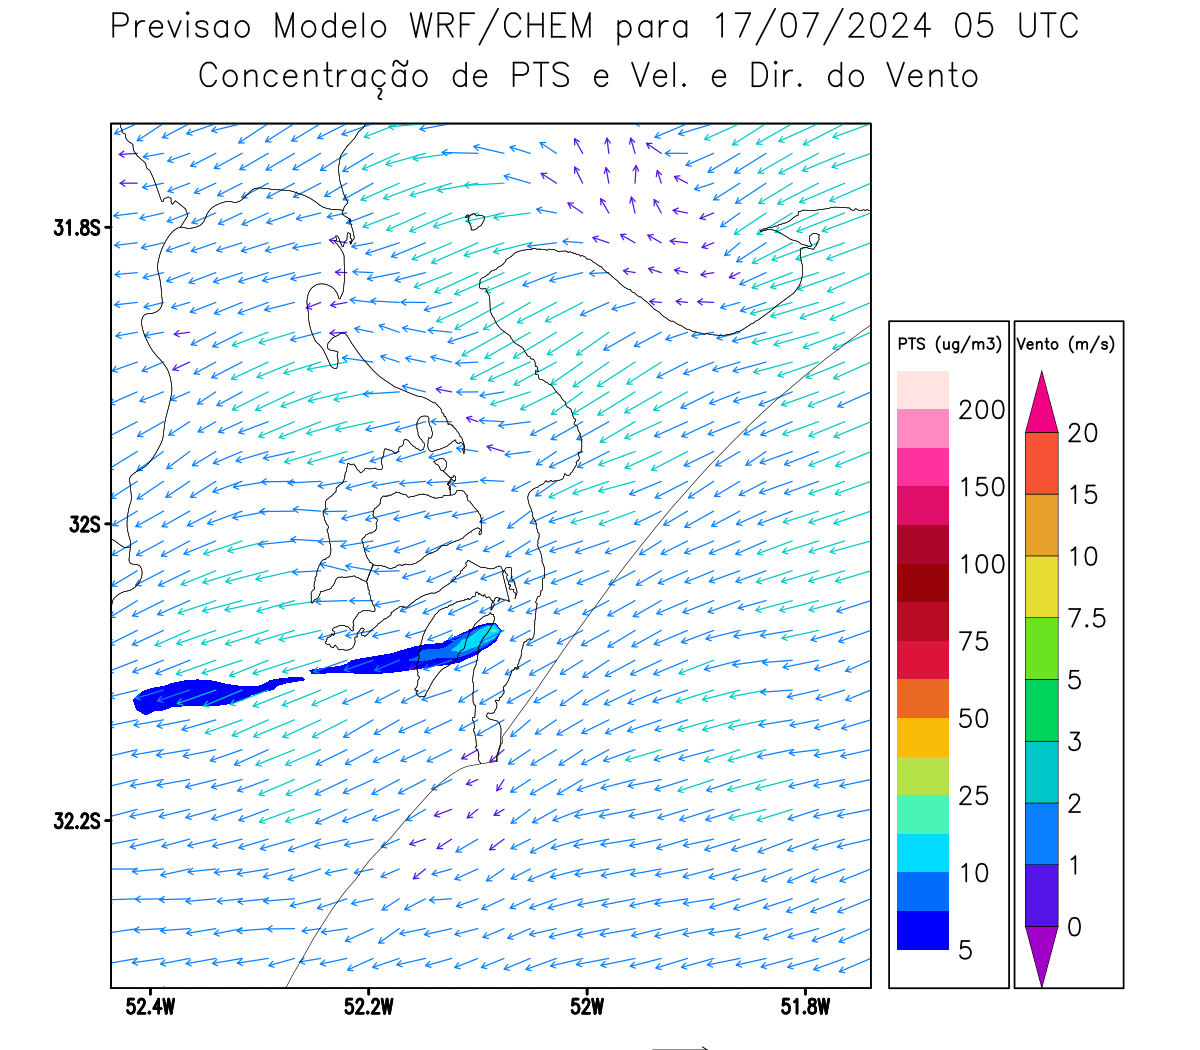 Previsao Modelo WRF/CHEM para 17/07/2024 05 UTC
Concentração de PTS e Vel. e Dir. do Vento
31.8S
32S
32.2S
52.4W
52.2W
52W
51.8W
PTS (ug/m3)
200
150
100
75
50
25
10
5
Vento (m/s)
20
15
10
7.5
5
3
2
1
0